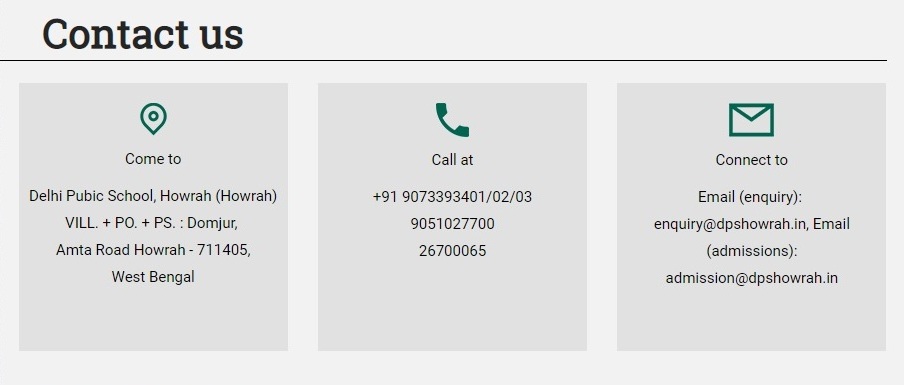 Contact us
Come to
Delhi Pubic School, Howrah (Howrah)
VILL. + PO. + PS. : Domjur,
Amta Road Howrah - 711405,
West Bengal
Call at
+91 9073393401/02/03
9051027700
26700065
Connect to
Email (enquiry):
enquiry@dpshowrah.in, Email
(admissions):
admission@dpshowrah.in